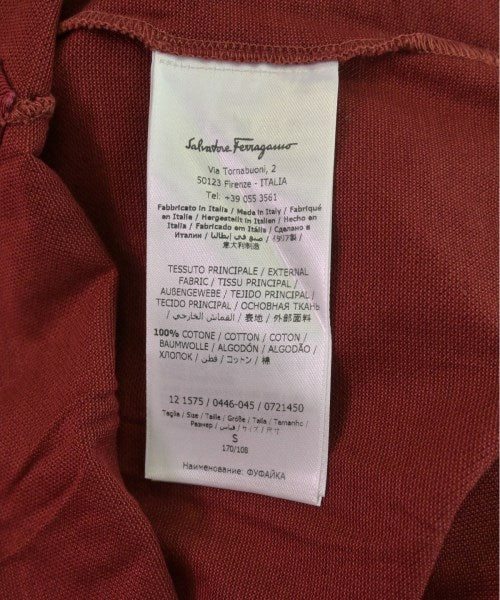 Salvatore Ferragamo
Via Tornabuoni, 2
50123 Firenze - ITALIA
Tel: +39 055 3561
Fabbricato in Italia / Made in Italy / Fabriqué
en Italie / Hergestellt in Italien / Hecho en
Italia / Fabricado em Itália / Сделано в
Италии / صنع في إيطاليا / イタリア製 /
意大利制造
TESSUTO PRINCIPALE / EXTERNAL
FABRIC / TISSU PRINCIPAL /
AUßENGEWEBE / TEJIDO PRINCIPAL /
TECIDO PRINCIPAL / ОСНОВНАЯ ТКАНЬ
/ القماش الخارجي / 表地 / 外部面料
100% COTONE / COTTON / COTON /
BAUMWOLLE / ALGODÓN / ALGODÃO /
ХЛОПОК / قطن / コットン / 棉
12 1575 / 0446-045 / 0721450
Taglia / Size / Taille / Größe / Talla / Tamanho /
Размер / قياس / サイズ / 尺寸
S
170/108
Наименование: ФУФАЙКА